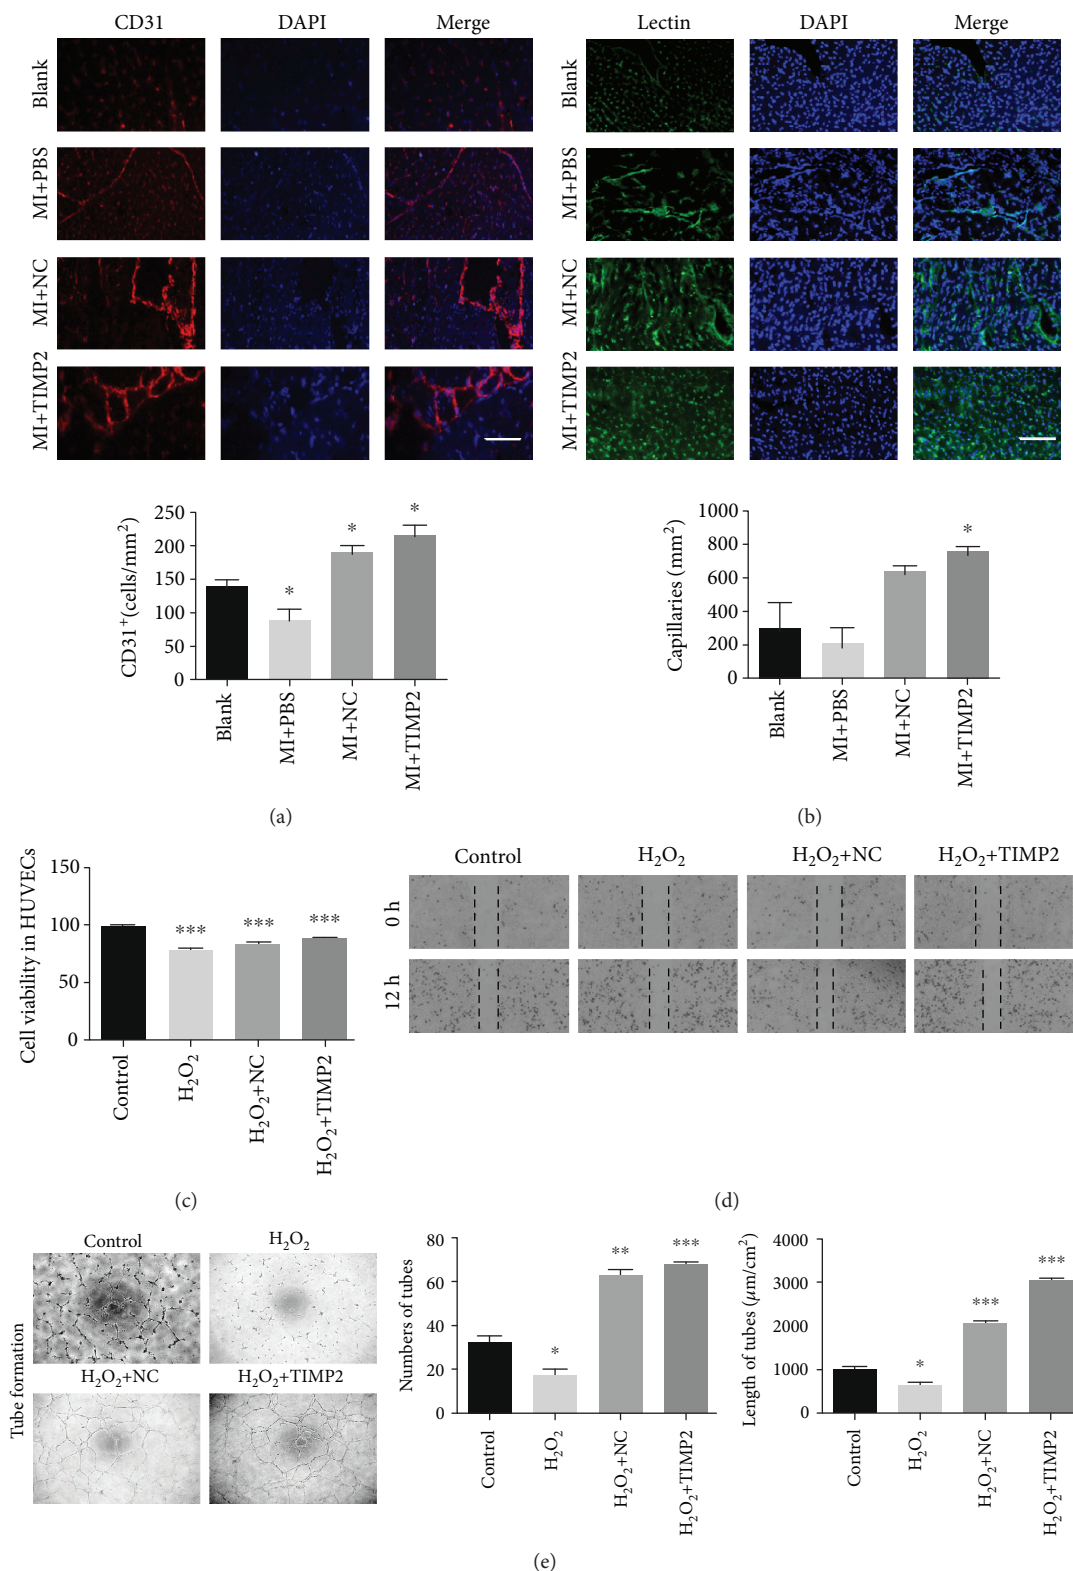 CD31 DAPI Merge
Blank
MI+PBS
MI+NC
MI+TIMP2
Lectin DAPI Merge
Blank
MI+PBS
MI+NC
MI+TIMP2
CD31⁺(cells/mm²)
250
200
150
100
50
0
* * *
Blank MI+PBS MI+NC MI+TIMP2
(a)
Capillaries (mm²)
1000
800
600
400
200
0
*
Blank MI+PBS MI+NC MI+TIMP2
(b)
Cell viability in HUVECs
150
100
50
0
*** *** ***
Control H₂O₂ H₂O₂+NC H₂O₂+TIMP2
(c)
Control H₂O₂ H₂O₂+NC H₂O₂+TIMP2
0 h
12 h
(d)
Tube formation
Control H₂O₂
H₂O₂+NC H₂O₂+TIMP2
Numbers of tubes
80
60
40
20
0
* ** ***
Control H₂O₂ H₂O₂+NC H₂O₂+TIMP2
Length of tubes (μm/cm²)
4000
3000
2000
1000
0
* *** ***
Control H₂O₂ H₂O₂+NC H₂O₂+TIMP2
(e)